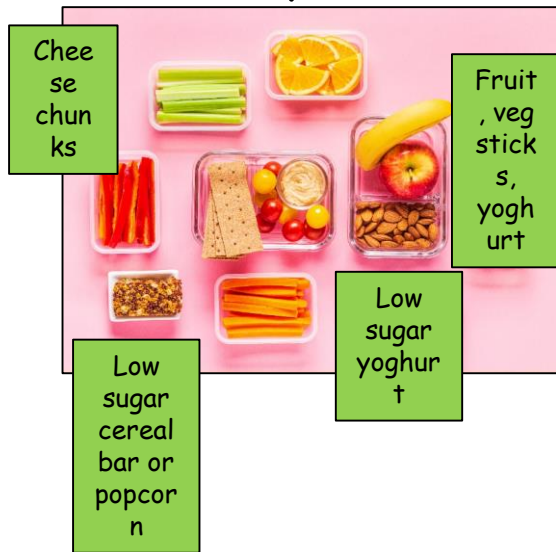 Chee
se
chun
ks
Fruit
, veg
stick
s,
yogh
urt
Low
sugar
yoghur
t
Low
sugar
cereal
bar or
popcor
n